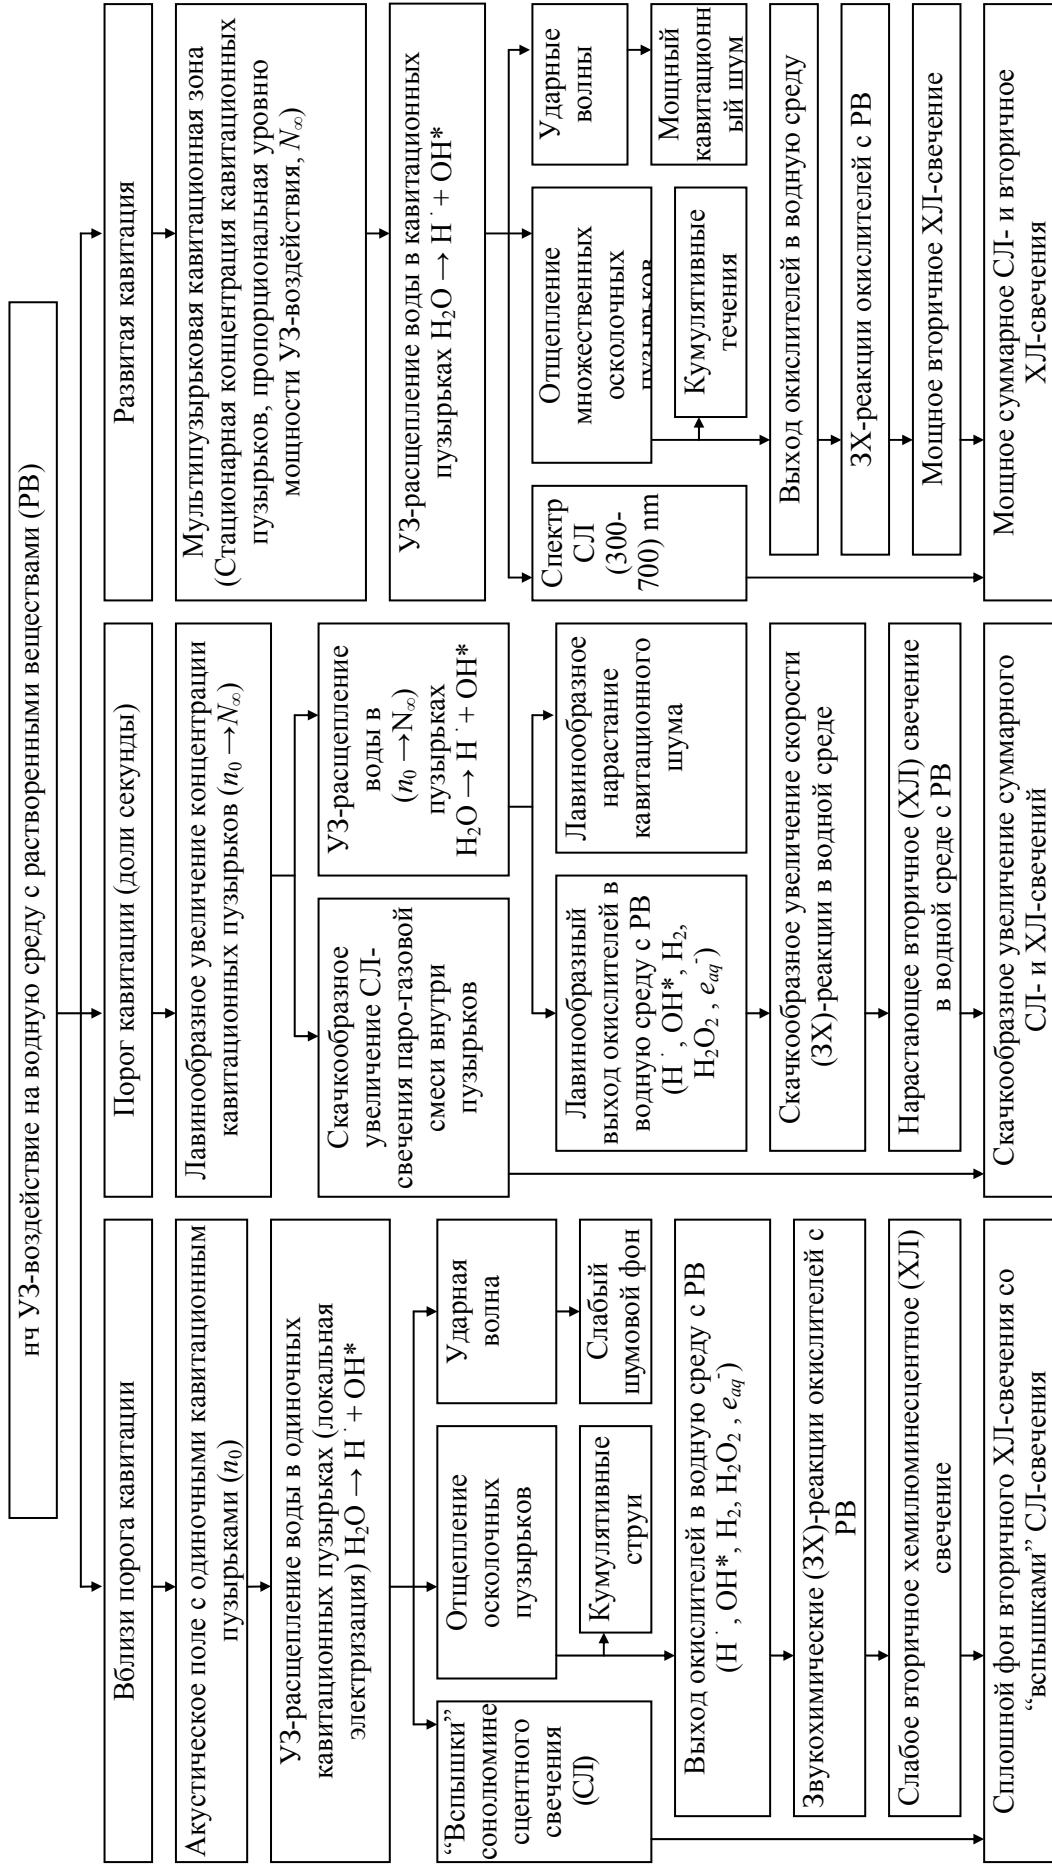 нч УЗ-воздействие на водную среду с растворенными веществами (РВ)
Вблизи порога кавитации
Акустическое поле с одиночными кавитационным
пузырьками (n₀)
УЗ-расщепление воды в одиночных
кавитационных пузырьках (локальная
электризация) H₂O → H˙ + OH*
“Вспышки”
сонолюмине
сцентного
свечения
(СЛ)
Отщепление
осколочных
пузырьков
Кумулятивные
струи
Ударная
волна
Слабый
шумовой фон
Выход окислителей в водную среду с РВ
(H˙, OH*, H₂, H₂O₂, e_aq⁻)
Звукохимические (ЗХ)-реакции окислителей с
РВ
Слабое вторичное хемилюминесцентное (ХЛ)
свечение
Сплошной фон вторичного ХЛ-свечения со
“вспышками” СЛ-свечения
Порог кавитации (доли секунды)
Лавинообразное увеличение концентрации
кавитационных пузырьков (n₀ →N∞)
Скачкообразное
увеличение СЛ-
свечения паро-газовой
смеси внутри
пузырьков
УЗ-расщепление
воды в
(n₀ →N∞)
пузырьках
H₂O → H˙ + OH*
Лавинобразный
выход окислителей в
водную среду с РВ
(H˙, OH*, H₂,
H₂O₂, e_aq⁻)
Лавинообразное
нарастание
кавитационного
шума
Скачкообразное увеличение скорости
(ЗХ)-реакции в водной среде
Нарастающее вторичное (ХЛ) свечение
в водной среде с РВ
Скачкообразное увеличение суммарного
СЛ- и ХЛ-свечений
Развитая кавитация
Мультипузырьковая кавитационная зона
(Стационарная концентрация кавитационных
пузырьков, пропорциональная уровню
мощности УЗ-воздействия, N∞)
УЗ-расщепление воды в кавитационных
пузырьках H₂O → H˙ + OH*
Спектр
СЛ
(300-
700) nm
Отщепление
множественных
осколочных
пузырьков
Кумулятивные
течения
Ударные
волны
Мощный
кавитационн
ый шум
Выход окислителей в водную среду
ЗХ-реакции окислителей с РВ
Мощное вторичное ХЛ-свечение
Мощное суммарное СЛ- и вторичное
ХЛ-свечения